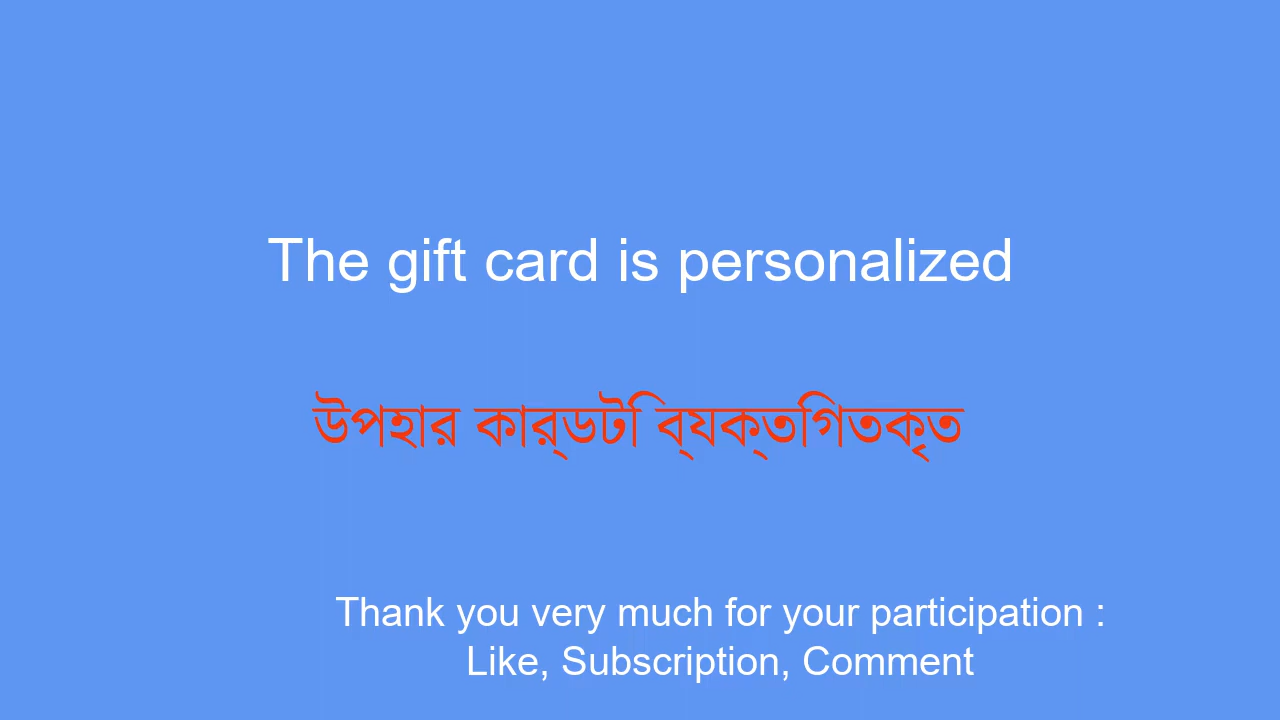 The gift card is personalized
উপহার কার্ডটি ব্যক্তিগতকৃত
Thank you very much for your participation :
Like, Subscription, Comment